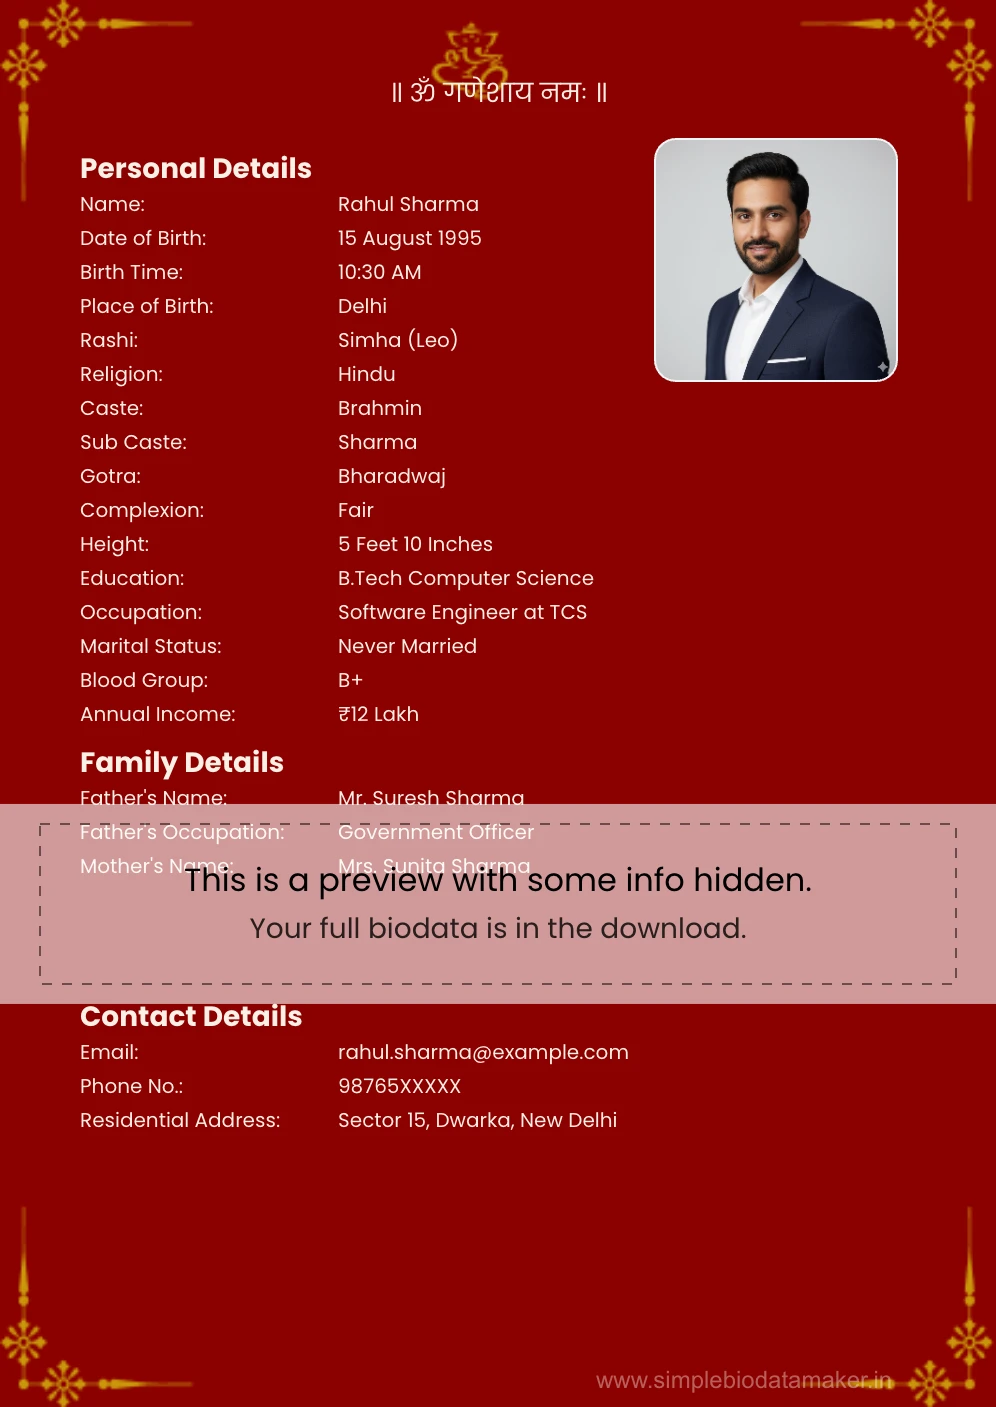 ॥ ॐ गणेशाय नमः ॥
Personal Details
Name: Rahul Sharma
Date of Birth: 15 August 1995
Birth Time: 10:30 AM
Place of Birth: Delhi
Rashi: Simha (Leo)
Religion: Hindu
Caste: Brahmin
Sub Caste: Sharma
Gotra: Bharadwaj
Complexion: Fair
Height: 5 Feet 10 Inches
Education: B.Tech Computer Science
Occupation: Software Engineer at TCS
Marital Status: Never Married
Blood Group: B+
Annual Income: ₹12 Lakh
Family Details
Father's Name: Mr. Suresh Sharma
Father's Occupation: Government Officer
Mother's Name: Mrs. Sunita Sharma
This is a preview with some info hidden.
Your full biodata is in the download.
Contact Details
Email: rahul.sharma@example.com
Phone No.: 98765XXXXX
Residential Address: Sector 15, Dwarka, New Delhi
www.simplebiodatamaker.in